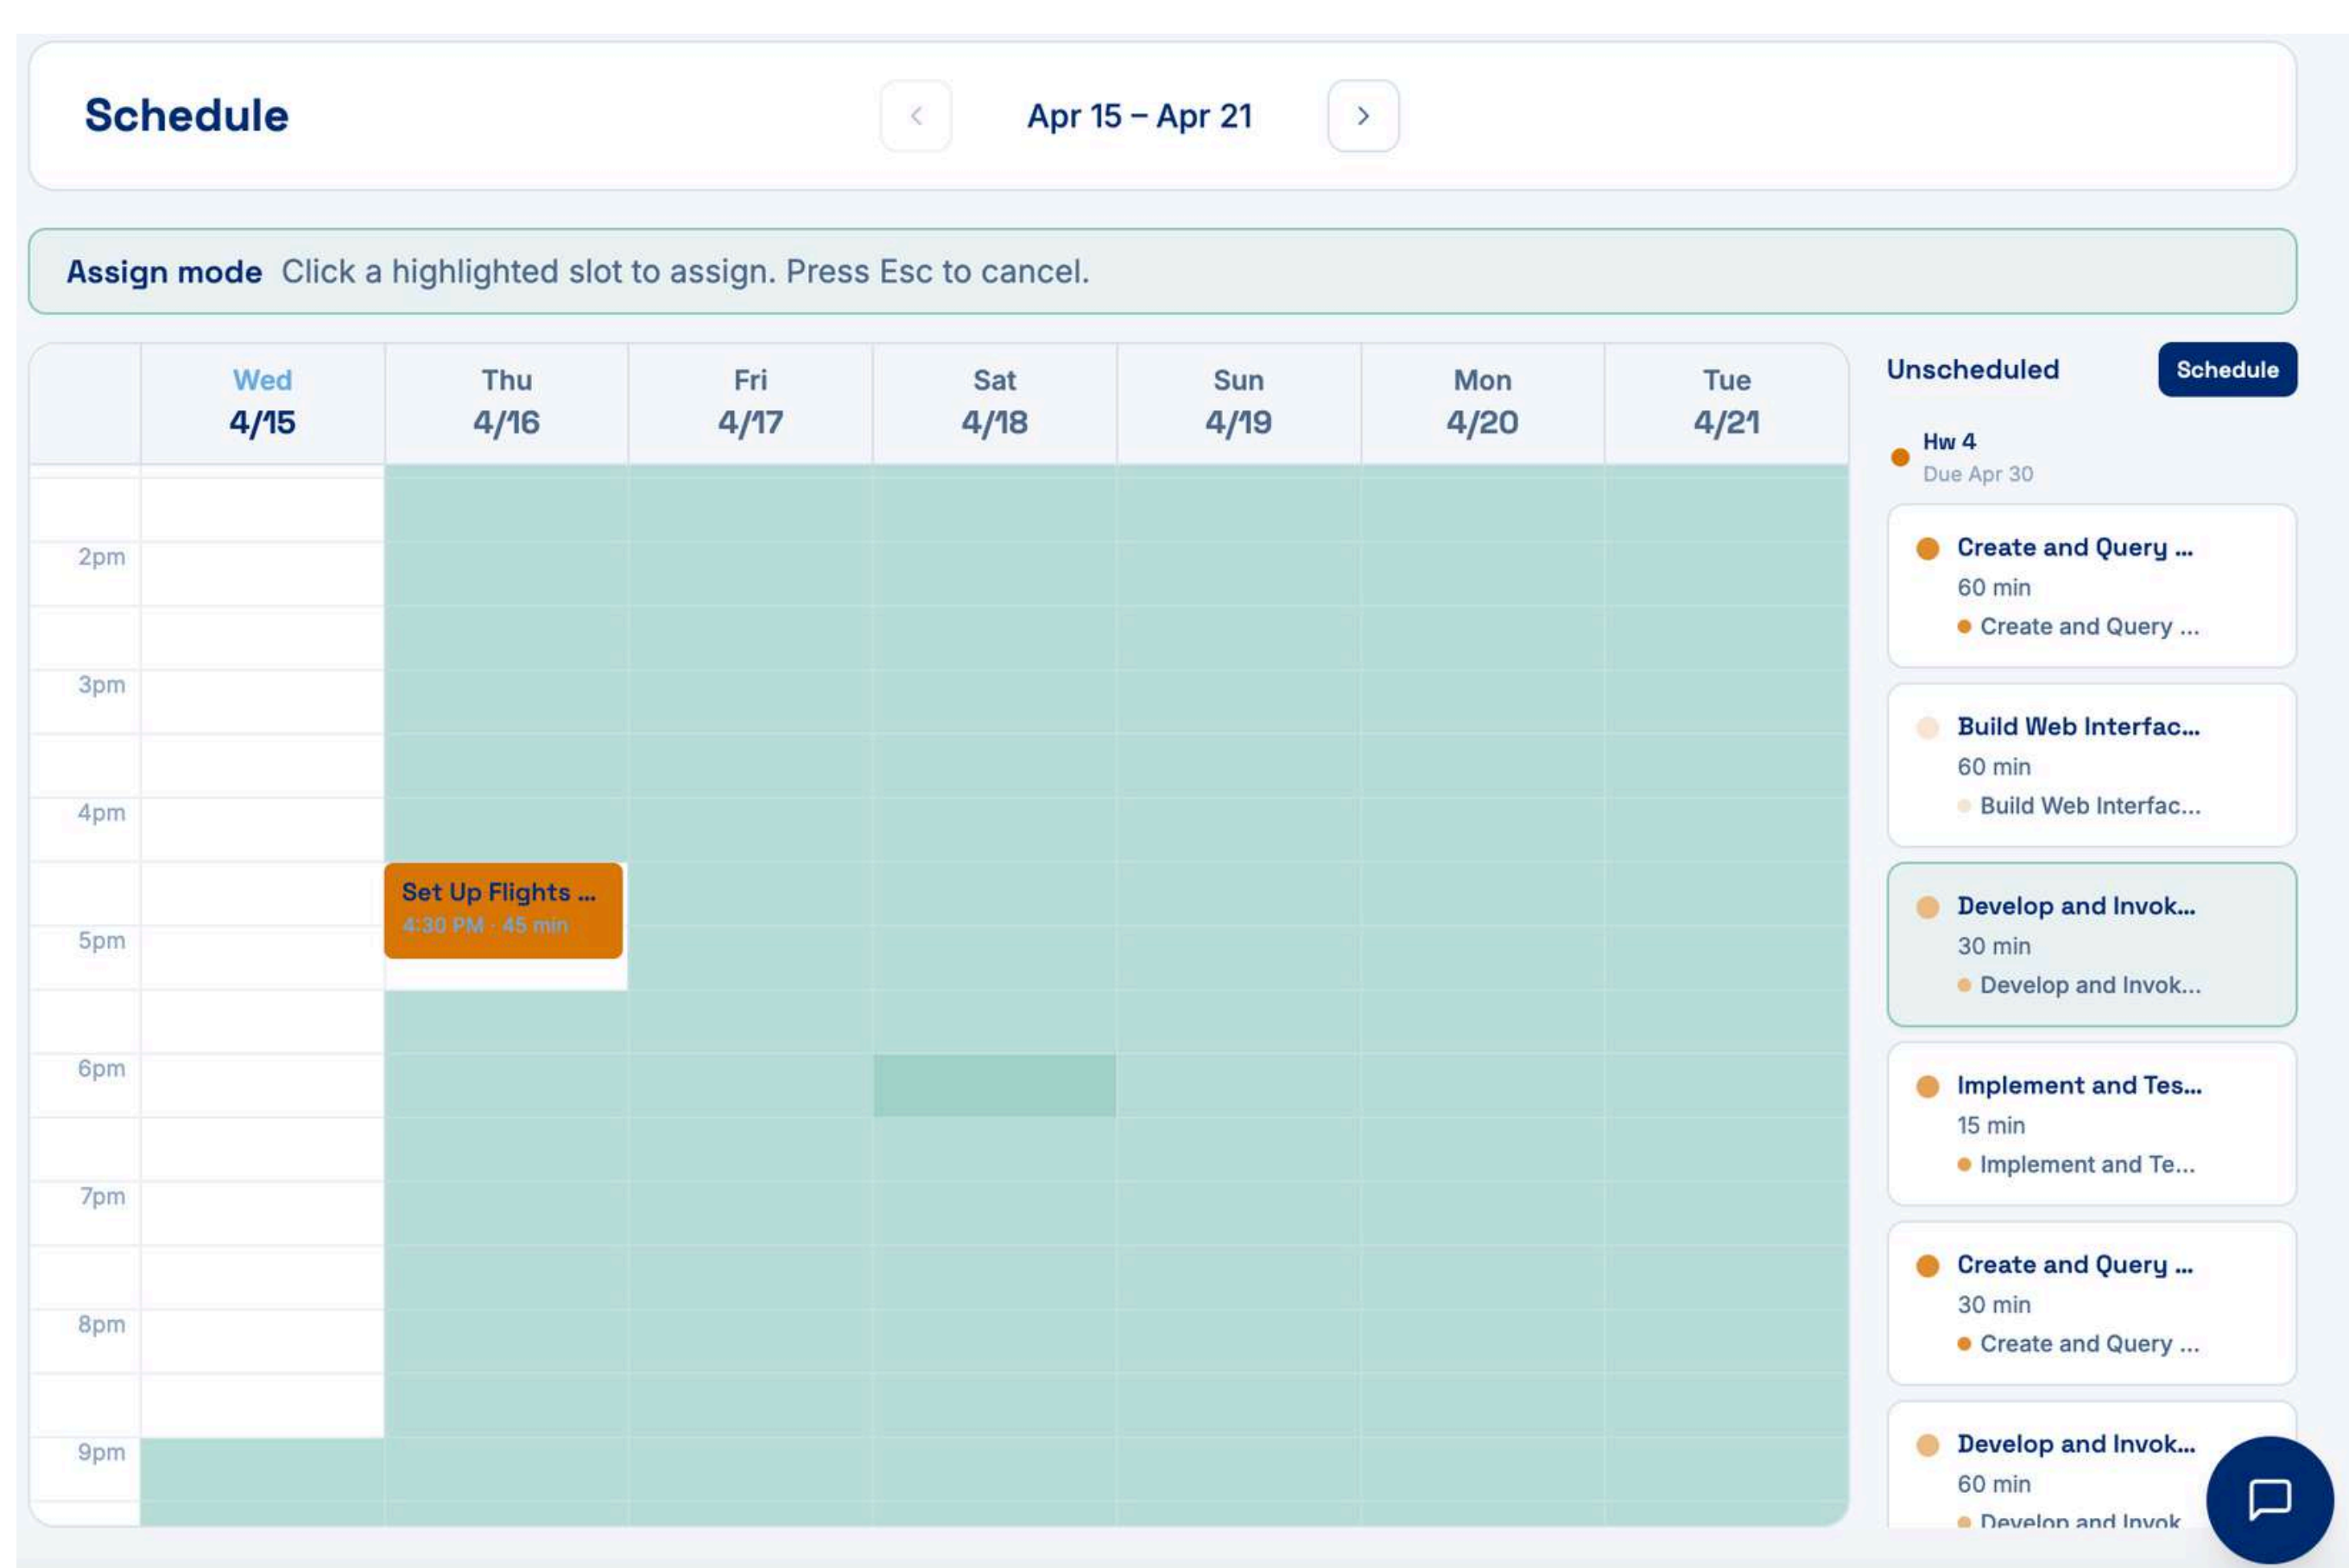 Schedule
Apr 15 – Apr 21
Assign mode Click a highlighted slot to assign. Press Esc to cancel.
Wed
4/15
Thu
4/16
Fri
4/17
Sat
4/18
Sun
4/19
Mon
4/20
Tue
4/21
2pm
3pm
4pm
5pm
6pm
7pm
8pm
9pm
Set Up Flights ...
4:30 PM · 45 min
Unscheduled
Schedule
Hw 4
Due Apr 30
Create and Query ...
60 min
Create and Query ...
Build Web Interfac...
60 min
Build Web Interfac...
Develop and Invok...
30 min
Develop and Invok...
Implement and Tes...
15 min
Implement and Te...
Create and Query ...
30 min
Create and Query ...
Develop and Invok...
60 min
Develop and Invok